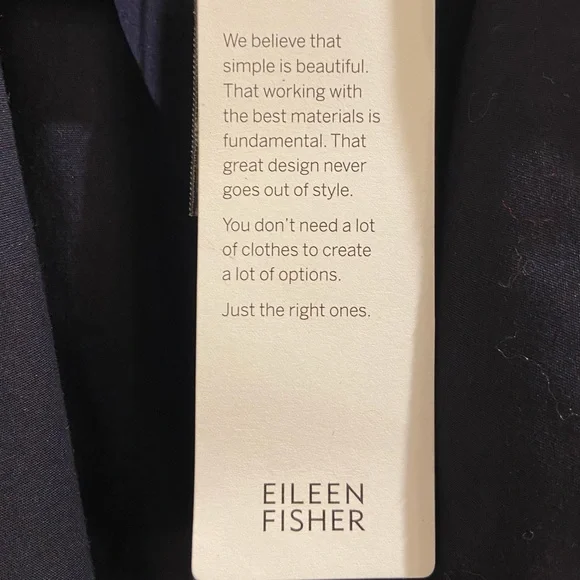 We believe that
simple is beautiful.
That working with
the best materials is
fundamental. That
great design never
goes out of style.
You don't need a lot
of clothes to create
a lot of options.
Just the right ones.
EILEEN
FISHER